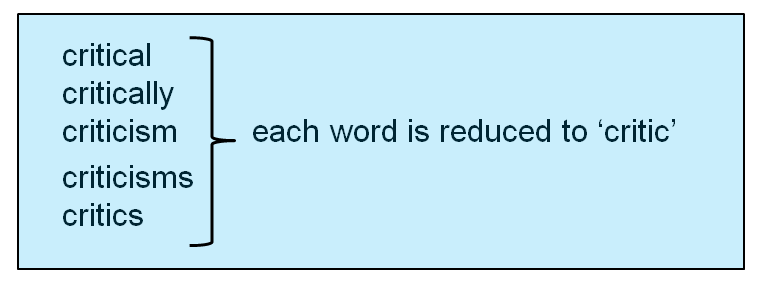 critical
critically
criticism each word is reduced to ‘critic’
criticisms
critics